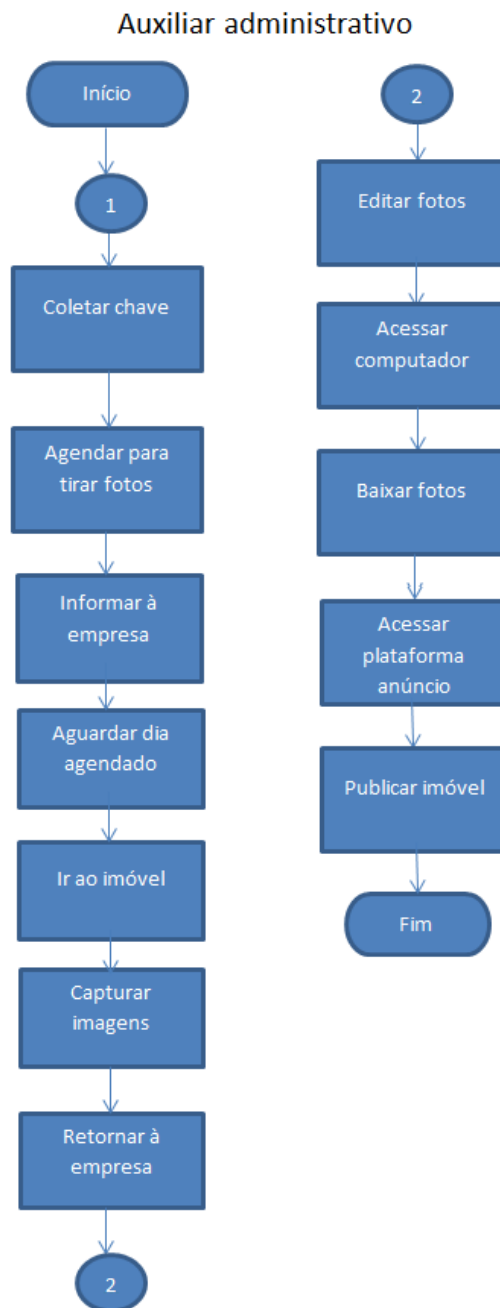 Auxiliar administrativo
Início
1
Coletar chave
Agendar para
tirar fotos
Informar à
empresa
Aguardar dia
agendado
Ir ao imóvel
Capturar
imagens
Retornar à
empresa
2
2
Editar fotos
Acessar
computador
Baixar fotos
Acessar
plataforma
anúncio
Publicar imóvel
Fim